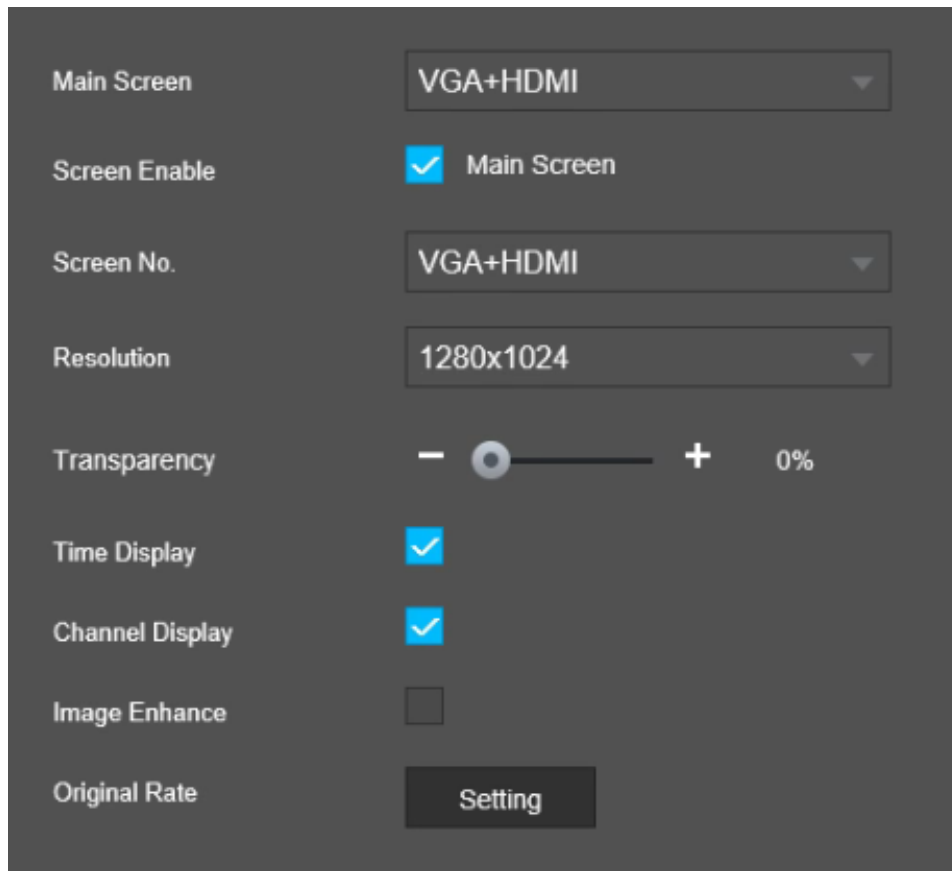 Main Screen VGA+HDMI
Screen Enable Main Screen
Screen No. VGA+HDMI
Resolution 1280x1024
Transparency − + 0%
Time Display
Channel Display
Image Enhance
Original Rate Setting